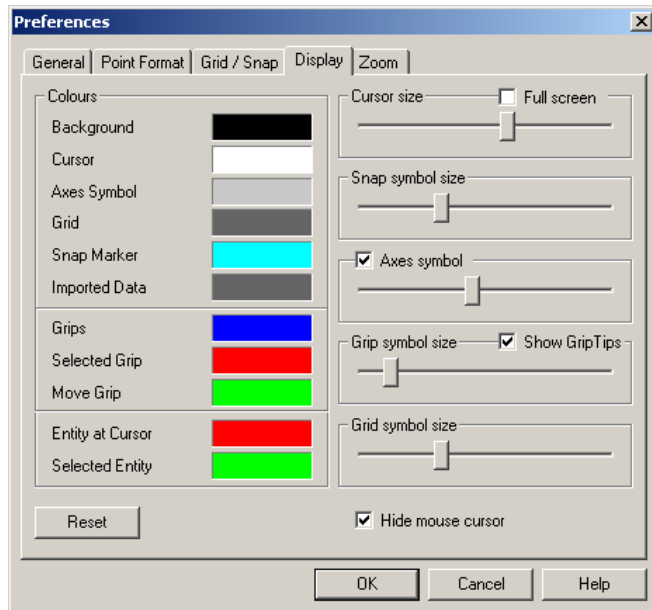 Preferences
General Point Format Grid / Snap Display Zoom
Colours
Background
Cursor
Axes Symbol
Grid
Snap Marker
Imported Data
Grips
Selected Grip
Move Grip
Entity at Cursor
Selected Entity
Cursor size Full screen
Snap symbol size
Axes symbol
Grip symbol size Show GripTips
Grid symbol size
Reset Hide mouse cursor
OK Cancel Help